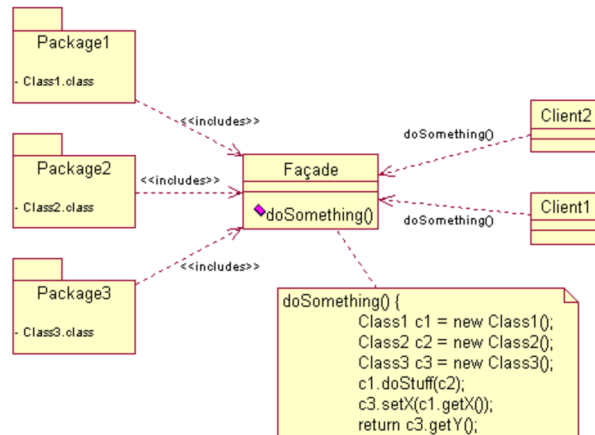 Package1
- Class1.class
<<includes>>
Package2
- Class2.class
<<includes>>
Package3
- Class3.class
<<includes>>
Façade
doSomething()
Client2
doSomething()
Client1
doSomething()
doSomething() {
Class1 c1 = new Class1();
Class2 c2 = new Class2();
Class3 c3 = new Class3();
c1.doStuff(c2);
c3.setX(c1.getX());
return c3.getY();